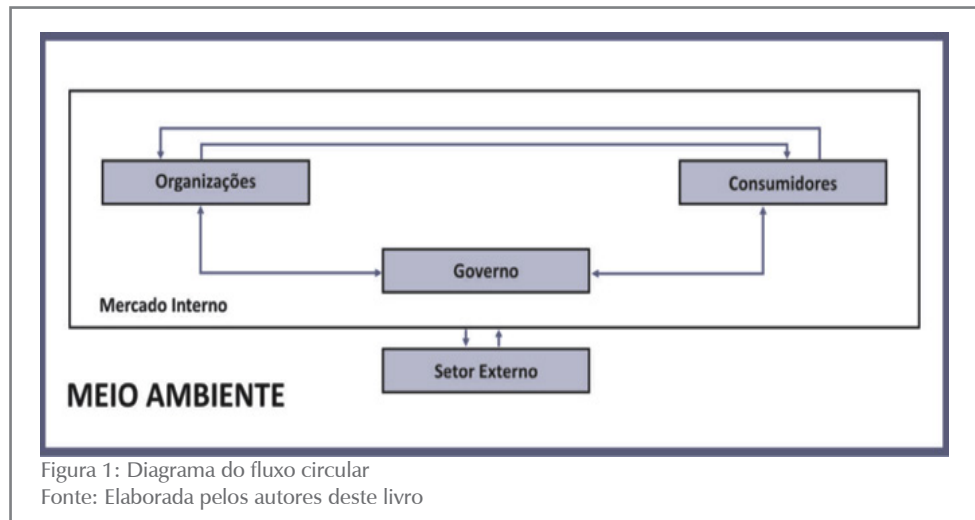 Organizações
Consumidores
Governo
Mercado Interno
Setor Externo
MEIO AMBIENTE
Figura 1: Diagrama do fluxo circular
Fonte: Elaborada pelos autores deste livro